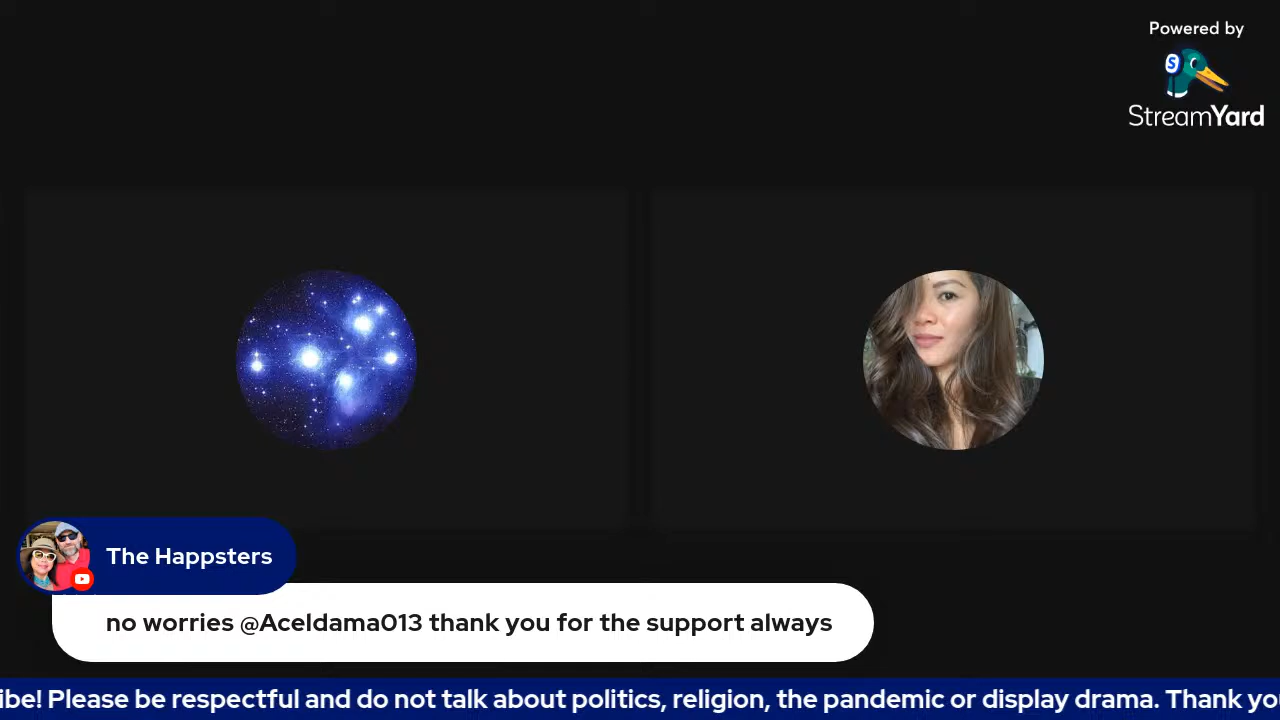 Powered by
S
StreamYard
The Happsters
no worries @Aceldama013 thank you for the support always
ibe! Please be respectful and do not talk about politics, religion, the pandemic or display drama. Thank yo